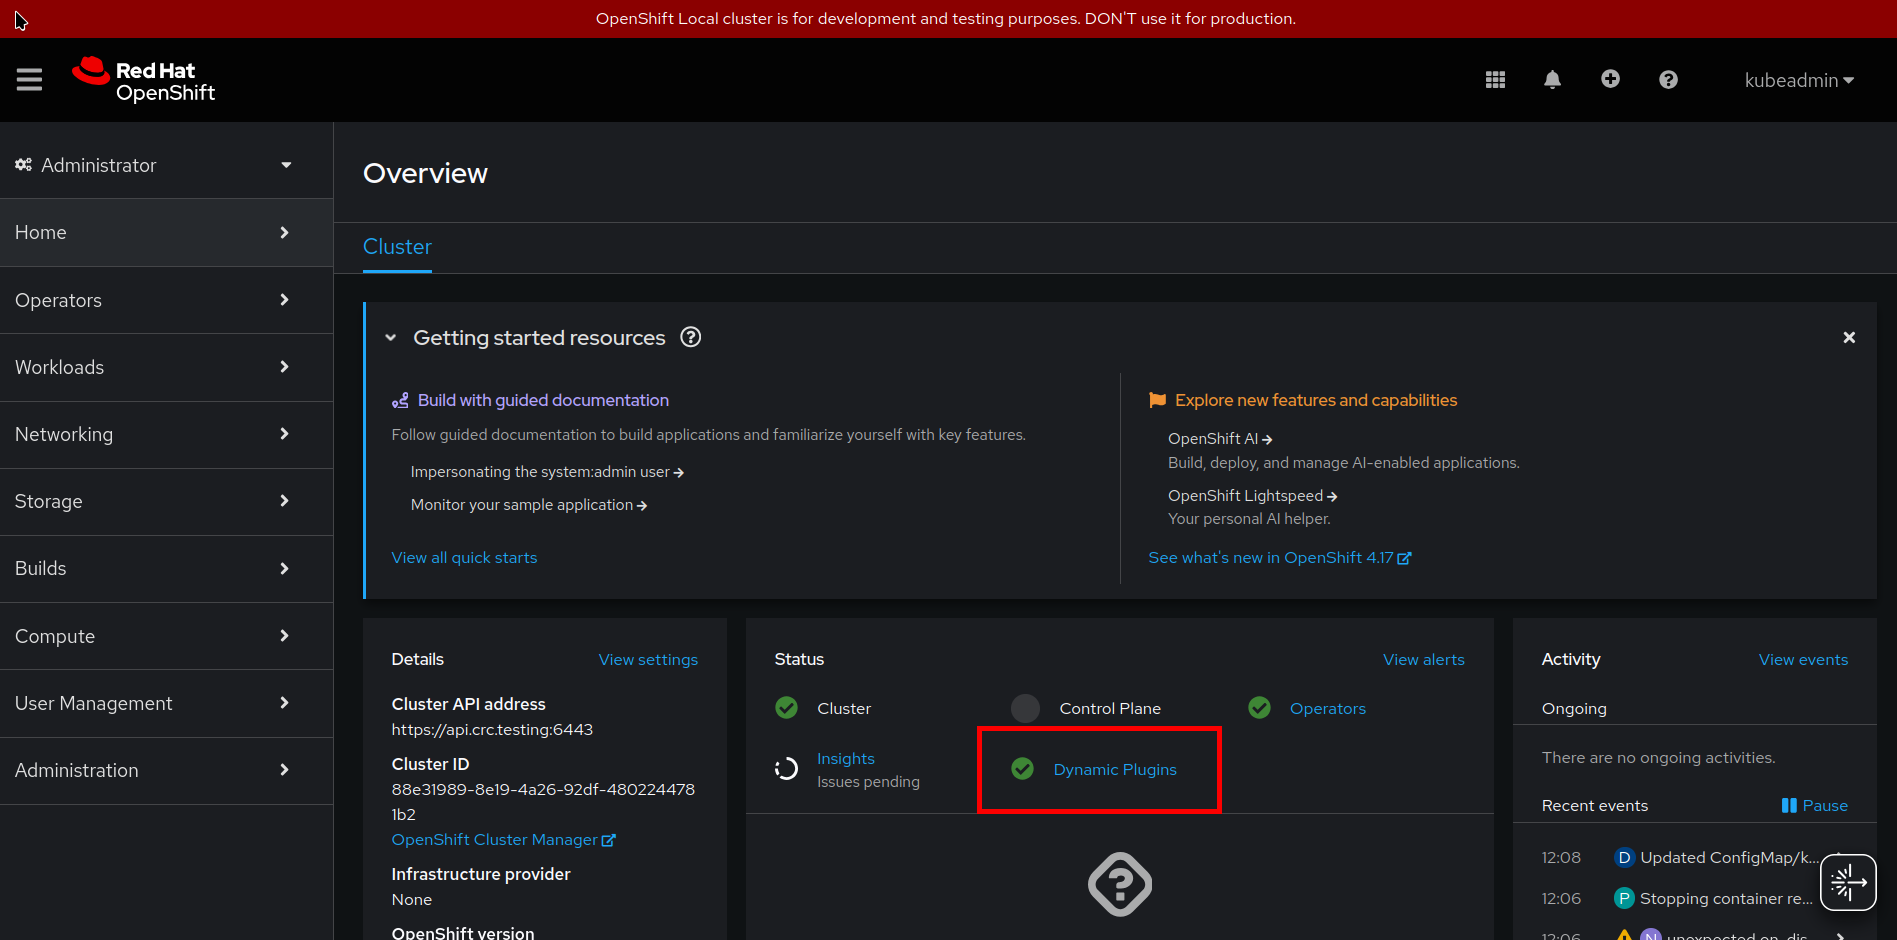 OpenShift Local cluster is for development and testing purposes. DON'T use it for production.
Red Hat
OpenShift
kubeadmin
Administrator
Home
Operators
Workloads
Networking
Storage
Builds
Compute
User Management
Administration
Overview
Cluster
Getting started resources
Build with guided documentation
Follow guided documentation to build applications and familiarize yourself with key features.
Impersonating the system:admin user
Monitor your sample application
View all quick starts
Explore new features and capabilities
OpenShift AI
Build, deploy, and manage AI-enabled applications.
OpenShift Lightspeed
Your personal AI helper.
See what's new in OpenShift 4.17
Details View settings
Cluster API address
https://api.crc.testing:6443
Cluster ID
88e31989-8e19-4a26-92df-480224478
1b2
OpenShift Cluster Manager
Infrastructure provider
None
OpenShift version
Status View alerts
Cluster Control Plane Operators
Insights
Issues pending
Dynamic Plugins
Activity View events
Ongoing
There are no ongoing activities.
Recent events Pause
12:08 D Updated ConfigMap/k...
12:06 P Stopping container re...
12:06 N unexpected on-dis...